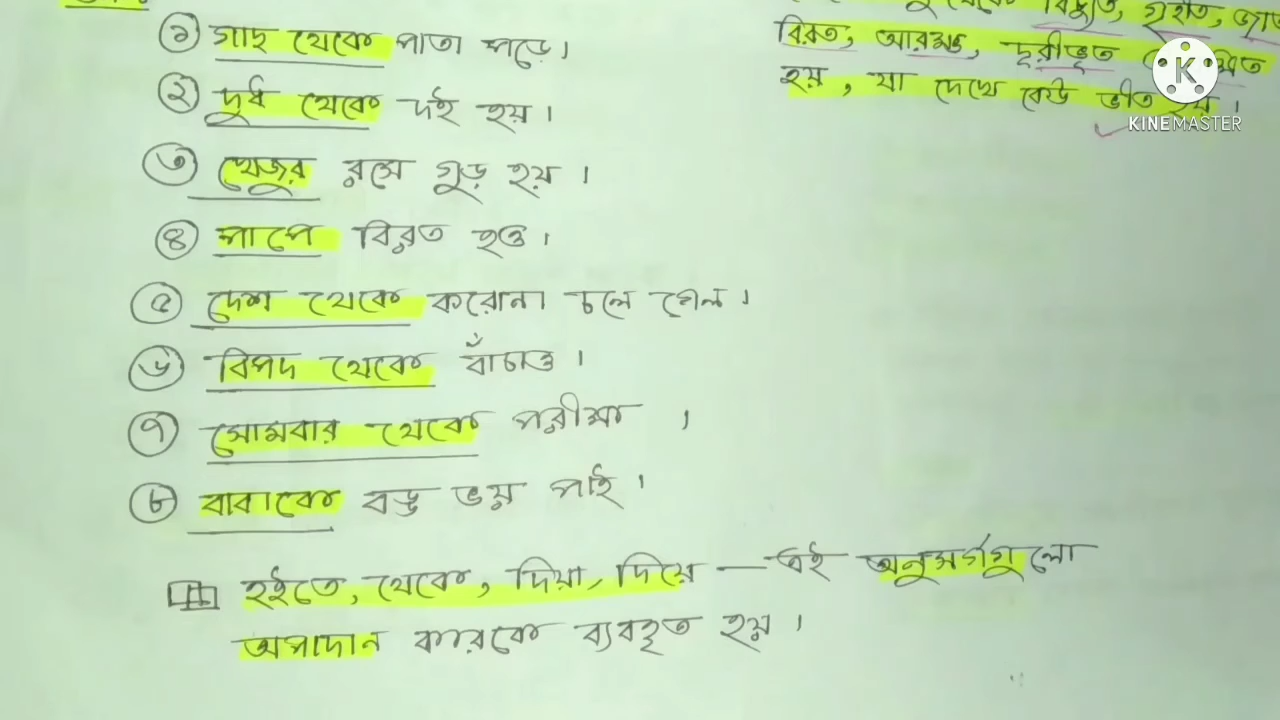 থেকে বিচ্যুত, গৃহীত, জাত
বিরত, আরম্ভ, দূরীভূত
হয়, যা দেখে কেউ ভীত হয়।
KINEMASTER
১ গাছ থেকে পাতা পড়ে।
২ দুধ থেকে দই হয়।
৩ খেজুর রসে গুড় হয়।
৪ পাপে বিরত হও।
৫ দেশ থেকে করোনা চলে গেল।
৬ বিপদ থেকে বাঁচাও।
৭ সোমবার থেকে পরীক্ষা ।
৮ বাবাকে বড্ড ভয় পাই।
হইতে, থেকে, দিয়া, দিয়ে — এই অনুসর্গগুলো
অপাদান কারকে ব্যবহৃত হয়।